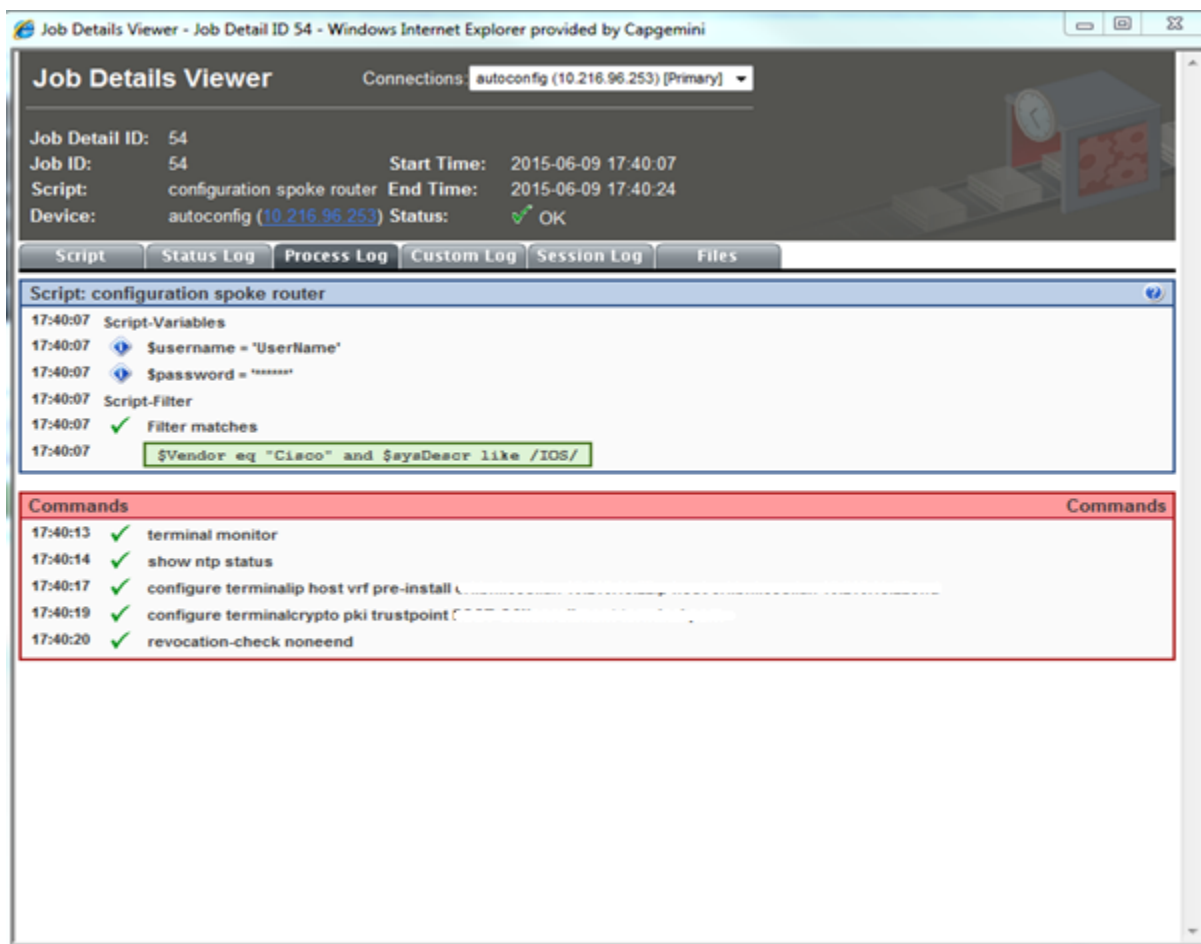 Job Details Viewer - Job Detail ID 54 - Windows Internet Explorer provided by Capgemini
Job Details Viewer
Connections: autoconfig (10.216.96.253) [Primary]
Job Detail ID: 54
Job ID: 54 Start Time: 2015-06-09 17:40:07
Script: configuration spoke router End Time: 2015-06-09 17:40:24
Device: autoconfig (10.216.96.253) Status: OK
Script Status Log Process Log Custom Log Session Log Files
Script: configuration spoke router
17:40:07 Script-Variables
17:40:07 $username = 'UserName'
17:40:07 $password = '******'
17:40:07 Script-Filter
17:40:07 Filter matches
17:40:07 $Vendor eq "Cisco" and $sysDescr like /IOS/
Commands Commands
17:40:13 terminal monitor
17:40:14 show ntp status
17:40:17 configure terminalip host vrf pre-install
17:40:19 configure terminalcrypto pki trustpoint
17:40:20 revocation-check noneend